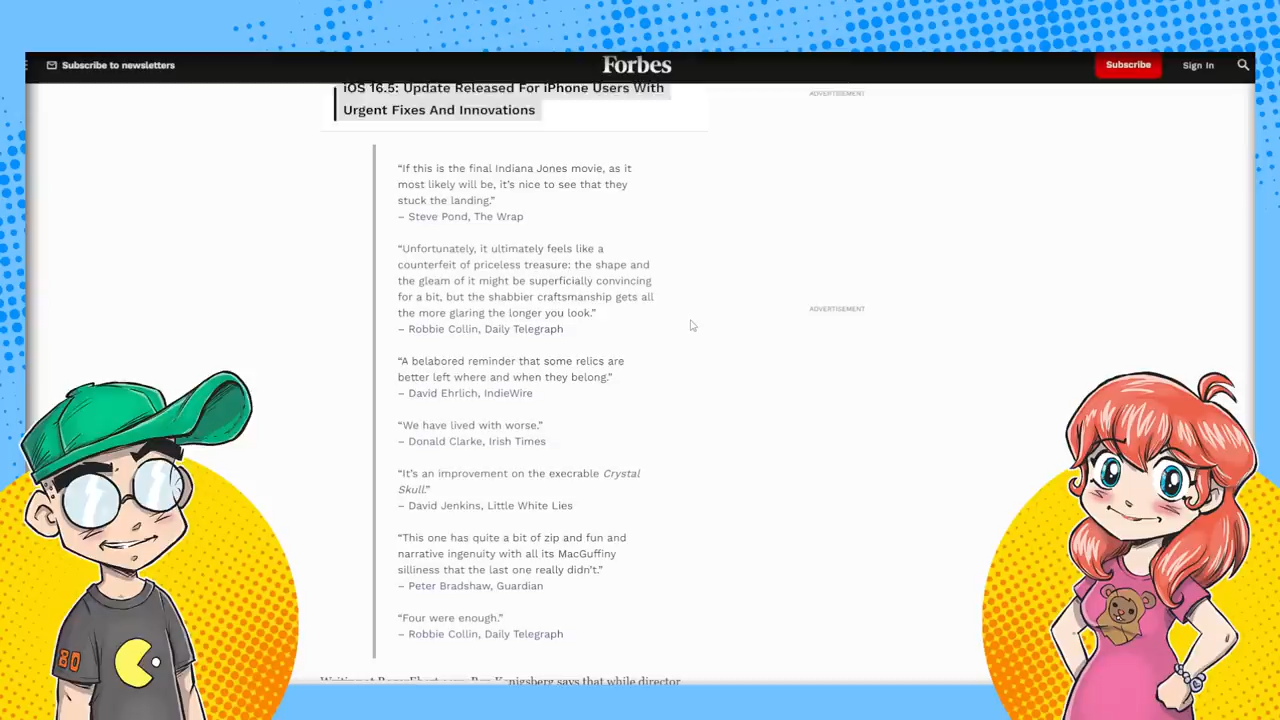 Subscribe to newsletters
Forbes
Subscribe
Sign In
iOS 16.5: Update Released For iPhone Users With
Urgent Fixes And Innovations
ADVERTISEMENT
“If this is the final Indiana Jones movie, as it
most likely will be, it’s nice to see that they
stuck the landing.”
– Steve Pond, The Wrap
“Unfortunately, it ultimately feels like a
counterfeit of priceless treasure: the shape and
the gleam of it might be superficially convincing
for a bit, but the shabbier craftsmanship gets all
the more glaring the longer you look.”
– Robbie Collin, Daily Telegraph
ADVERTISEMENT
“A belabored reminder that some relics are
better left where and when they belong.”
– David Ehrlich, IndieWire
“We have lived with worse.”
– Donald Clarke, Irish Times
“It’s an improvement on the execrable Crystal
Skull.”
– David Jenkins, Little White Lies
“This one has quite a bit of zip and fun and
narrative ingenuity with all its MacGuffiny
silliness that the last one really didn’t.”
– Peter Bradshaw, Guardian
“Four were enough.”
– Robbie Collin, Daily Telegraph
says that while director
80